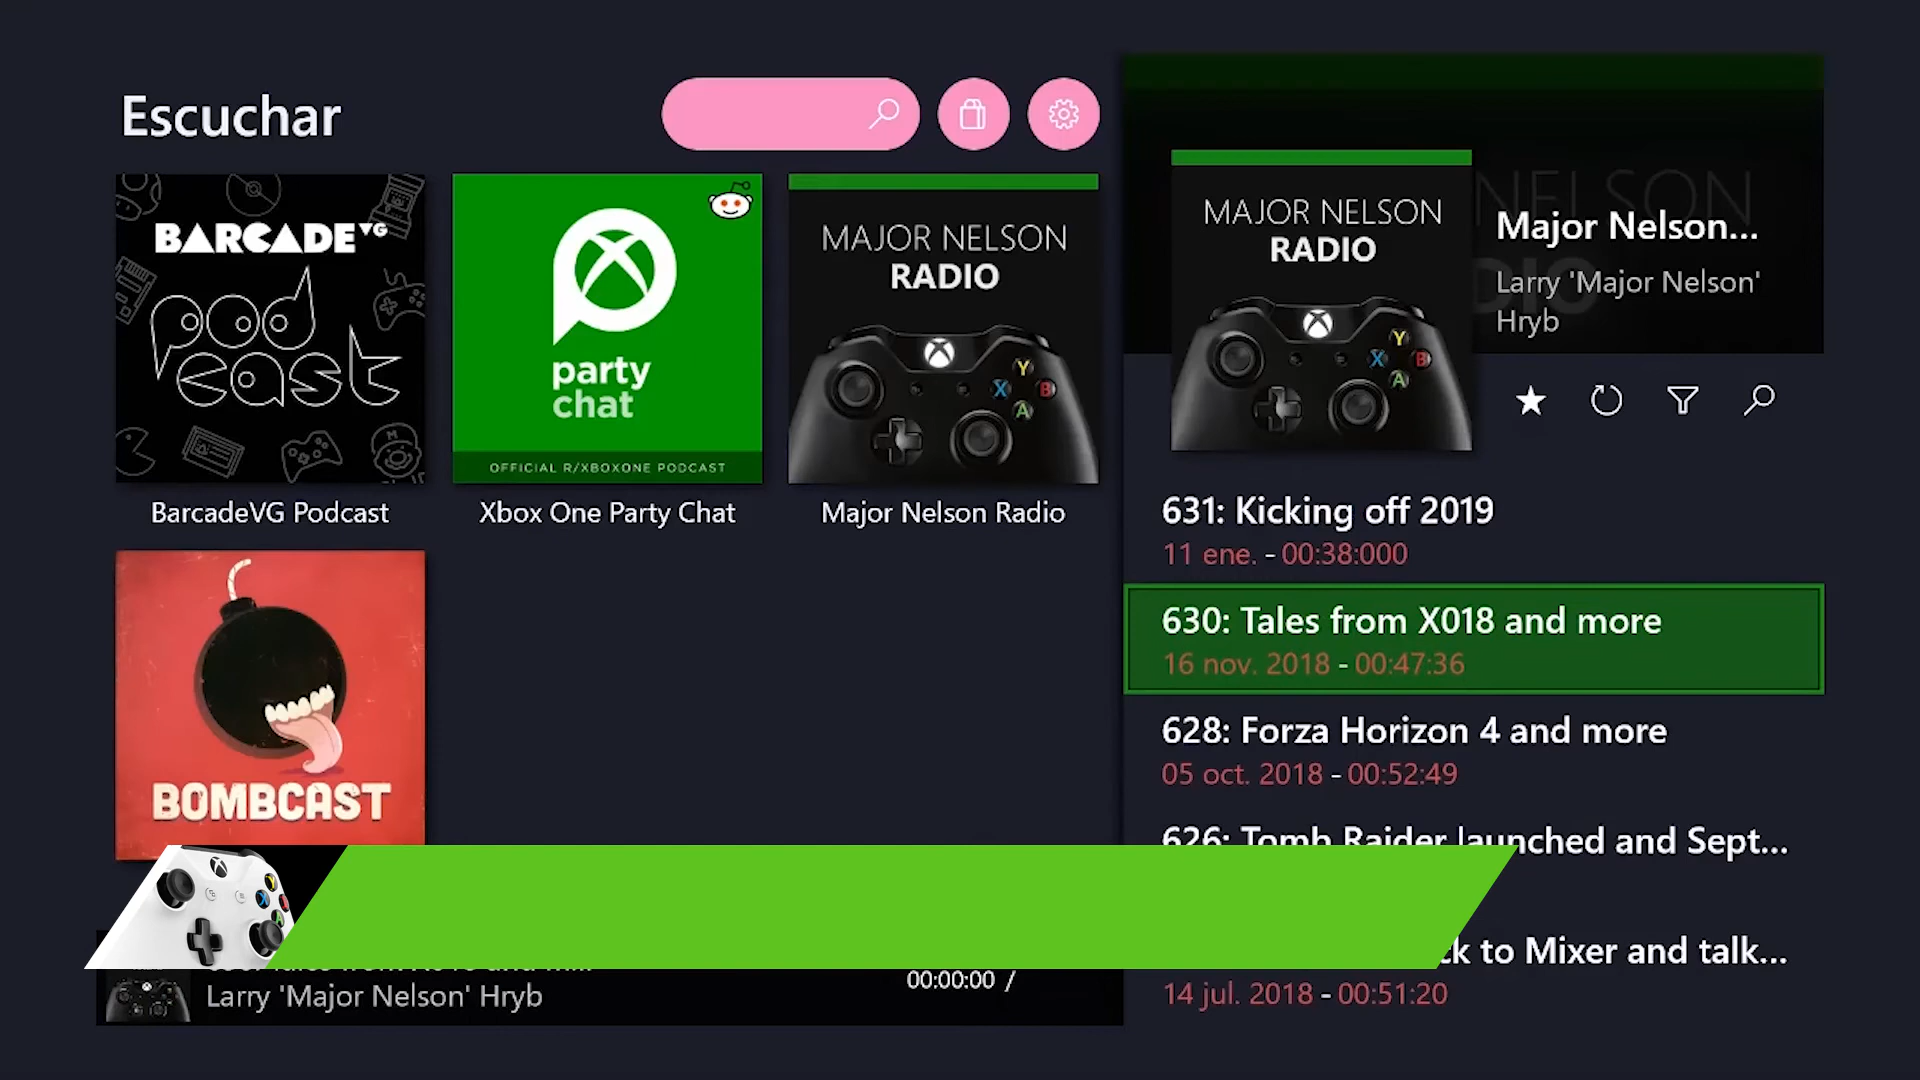 Escuchar
BARCADE VG
podcast
BarcadeVG Podcast
party
chat
OFFICIAL R/XBOXONE PODCAST
Xbox One Party Chat
MAJOR NELSON
RADIO
Y
X
B
A
Major Nelson Radio
BOMBCAST
MAJOR NELSON
RADIO
Y
X
B
A
NELSON
Major Nelson...
Larry 'Major Nelson'
Hryb
631: Kicking off 2019
11 ene. - 00:38:000
630: Tales from X018 and more
16 nov. 2018 - 00:47:36
628: Forza Horizon 4 and more
05 oct. 2018 - 00:52:49
626: Tomb Raider launched and Sept...
to Mixer and talk...
14 jul. 2018 - 00:51:20
Y
X
A
Larry 'Major Nelson' Hryb
00:00:00 /